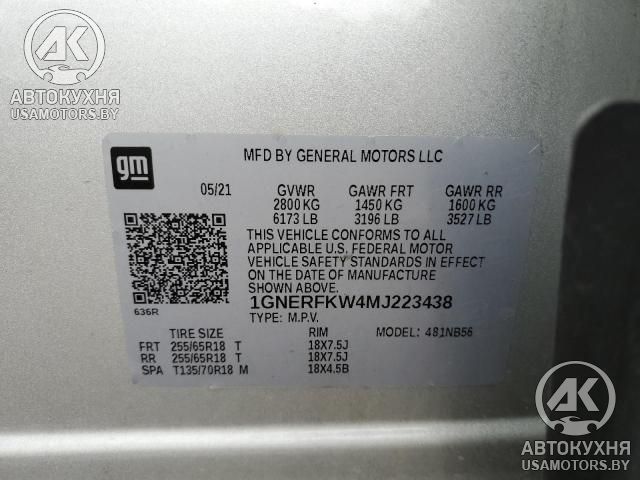 АВТОКУХНЯ
USAMOTORS.BY
gm
MFD BY GENERAL MOTORS LLC
05/21 GVWR GAWR FRT GAWR RR
2800 KG 1450 KG 1600 KG
6173 LB 3196 LB 3527 LB
THIS VEHICLE CONFORMS TO ALL
APPLICABLE U.S. FEDERAL MOTOR
VEHICLE SAFETY STANDARDS IN EFFECT
ON THE DATE OF MANUFACTURE
SHOWN ABOVE.
1GNERFKW4MJ223438
636R
TYPE: M.P.V.
TIRE SIZE RIM MODEL: 481NB56
FRT 255/65R18 T 18X7.5J
RR 255/65R18 T 18X7.5J
SPA T135/70R18 M 18X4.5B
АК
АВТОКУХНЯ
USAMOTORS.BY